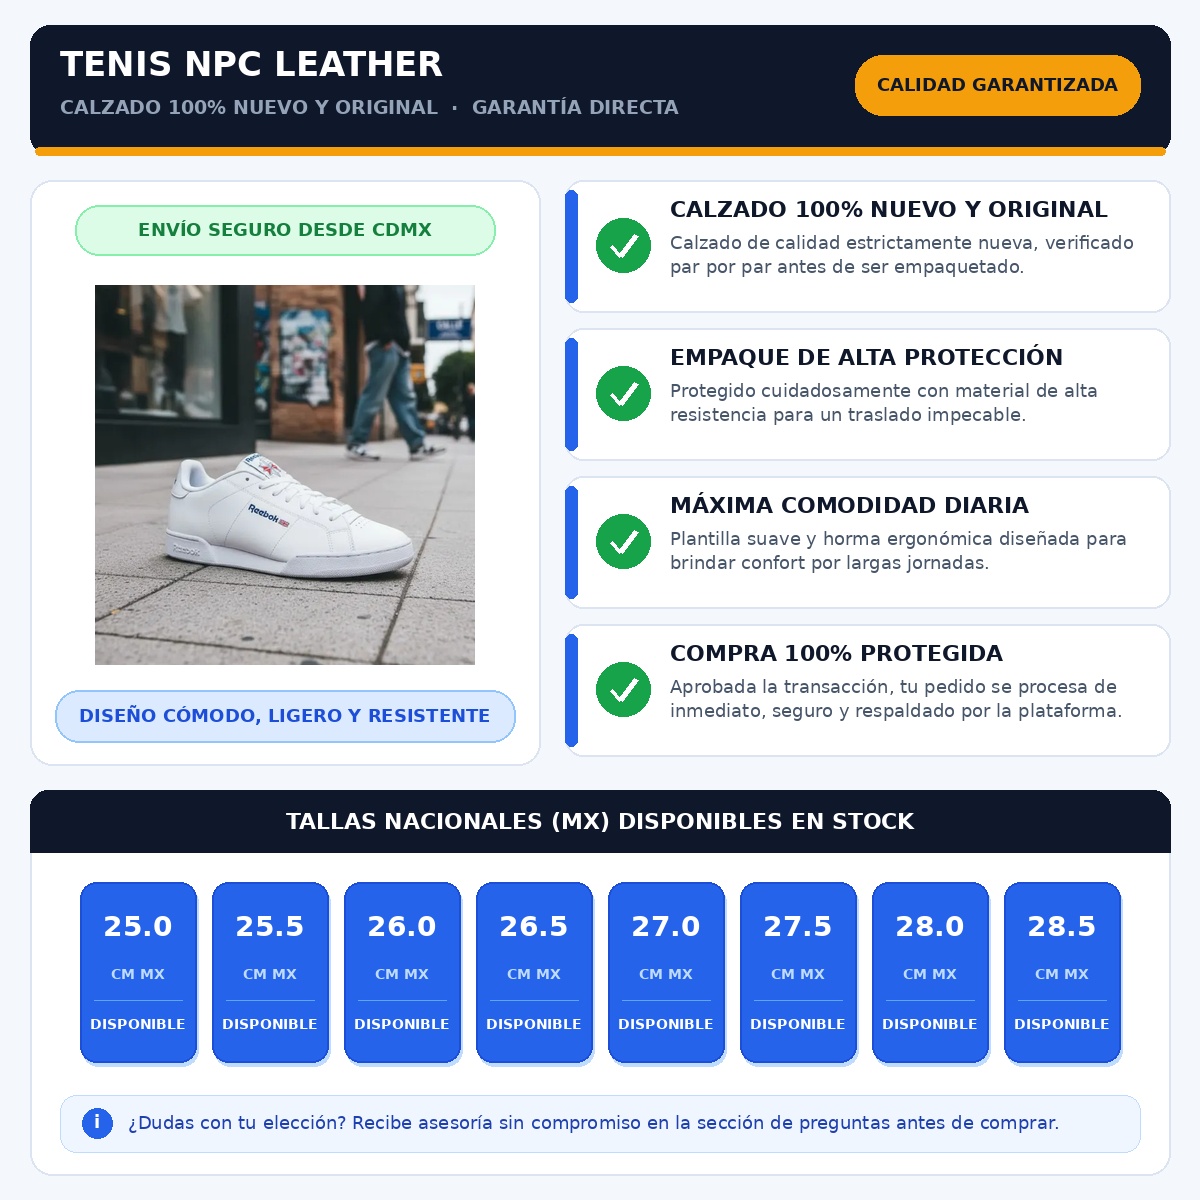 TENIS NPC LEATHER
CALZADO 100% NUEVO Y ORIGINAL · GARANTÍA DIRECTA
CALIDAD GARANTIZADA
ENVÍO SEGURO DESDE CDMX
Reebok
DISEÑO CÓMODO, LIGERO Y RESISTENTE
CALZADO 100% NUEVO Y ORIGINAL
Calzado de calidad estrictamente nueva, verificado
par por par antes de ser empaquetado.
EMPAQUE DE ALTA PROTECCIÓN
Protegido cuidadosamente con material de alta
resistencia para un traslado impecable.
MÁXIMA COMODIDAD DIARIA
Plantilla suave y horma ergonómica diseñada para
brindar confort por largas jornadas.
COMPRA 100% PROTEGIDA
Aprobada la transacción, tu pedido se procesa de
inmediato, seguro y respaldado por la plataforma.
TALLAS NACIONALES (MX) DISPONIBLES EN STOCK
25.0 25.5 26.0 26.5 27.0 27.5 28.0 28.5
CM MX CM MX CM MX CM MX CM MX CM MX CM MX CM MX
DISPONIBLE DISPONIBLE DISPONIBLE DISPONIBLE DISPONIBLE DISPONIBLE DISPONIBLE DISPONIBLE
i ¿Dudas con tu elección? Recibe asesoría sin compromiso en la sección de preguntas antes de comprar.